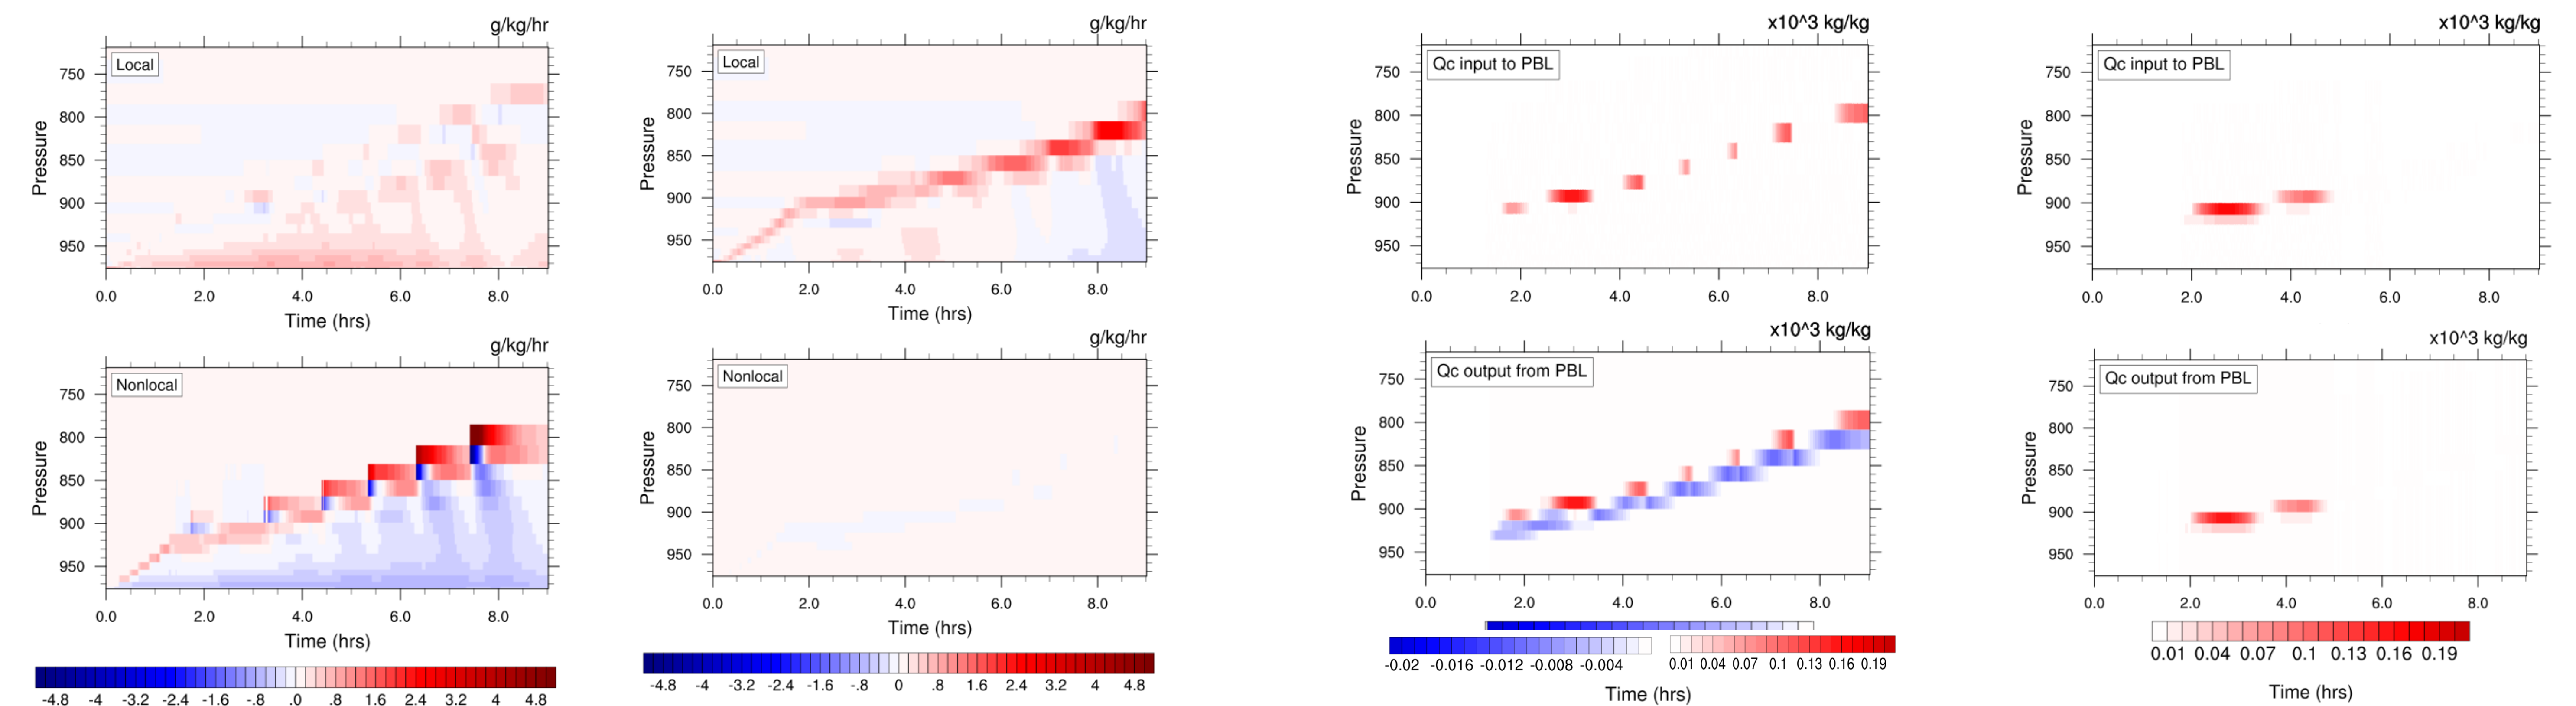 g/kg/hr
Local
750
800
850
900
950
Pressure
0.0 2.0 4.0 6.0 8.0
Time (hrs)
g/kg/hr
Nonlocal
750
800
850
900
950
Pressure
0.0 2.0 4.0 6.0 8.0
Time (hrs)
-4.8 -4 -3.2 -2.4 -1.6 -.8 .0 .8 1.6 2.4 3.2 4 4.8
g/kg/hr
Local
750
800
850
900
950
Pressure
0.0 2.0 4.0 6.0 8.0
Time (hrs)
g/kg/hr
Nonlocal
750
800
850
900
950
Pressure
0.0 2.0 4.0 6.0 8.0
Time (hrs)
-4.8 -4 -3.2 -2.4 -1.6 -.8 0 .8 1.6 2.4 3.2 4 4.8
x10^3 kg/kg
Qc input to PBL
750
800
850
900
950
Pressure
0.0 2.0 4.0 6.0 8.0
x10^3 kg/kg
Qc output from PBL
750
800
850
900
950
Pressure
0.0 2.0 4.0 6.0 8.0
-0.02 -0.016 -0.012 -0.008 -0.004
0.01 0.04 0.07 0.1 0.13 0.16 0.19
Time (hrs)
x10^3 kg/kg
Qc input to PBL
750
800
850
900
950
Pressure
0.0 2.0 4.0 6.0 8.0
x10^3 kg/kg
Qc output from PBL
750
800
850
900
950
Pressure
0.0 2.0 4.0 6.0 8.0
0.01 0.04 0.07 0.1 0.13 0.16 0.19
Time (hrs)